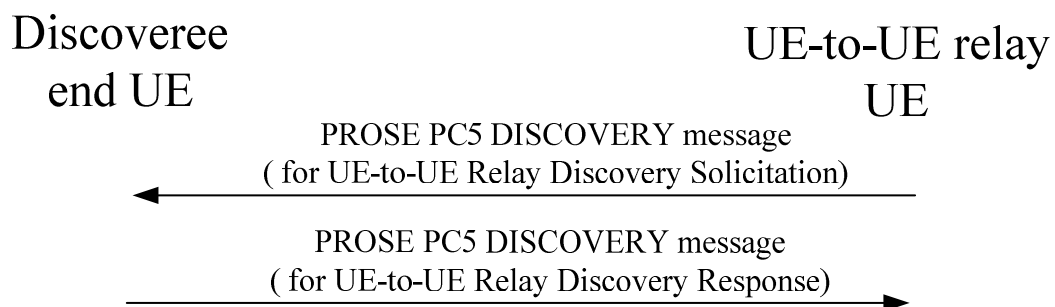 Discoveree
end UE
UE-to-UE relay
UE
PROSE PC5 DISCOVERY message
( for UE-to-UE Relay Discovery Solicitation)
PROSE PC5 DISCOVERY message
( for UE-to-UE Relay Discovery Response)